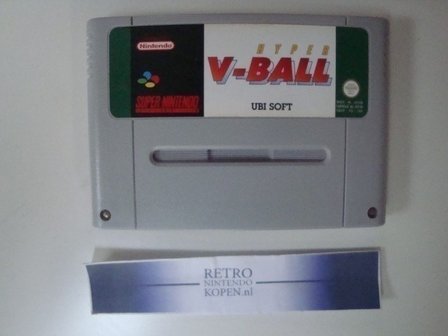 Nintendo
HYPER
V-BALL
SUPER NINTENDO
UBI SOFT
RETRO
NINTENDO
KOPEN.nl